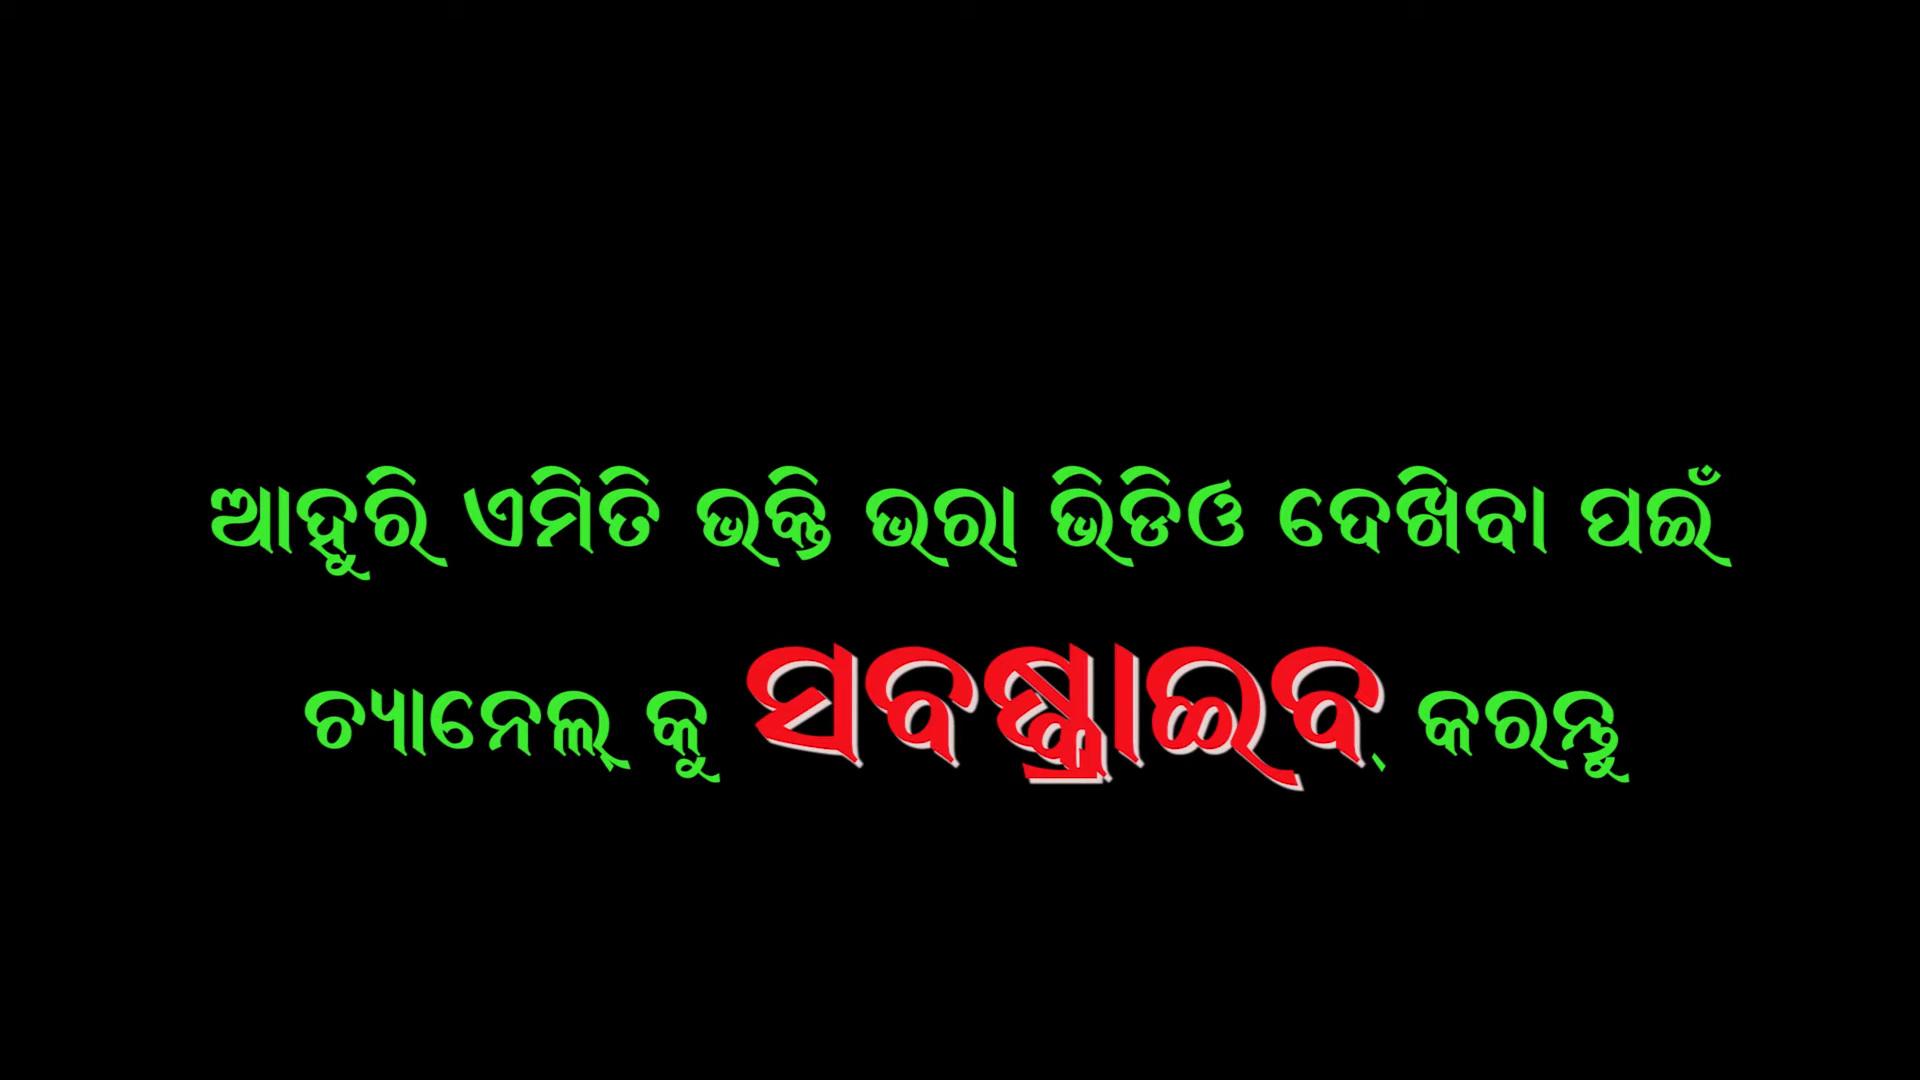 ଆହୁରି ଏମିତି ଭକ୍ତି ଭରା ଭିଡିଓ ଦେଖିବା ପଇଁ
ଚ୍ୟାନେଲ୍ କୁ ସବସ୍କ୍ରାଇବ୍ କରନ୍ତୁ